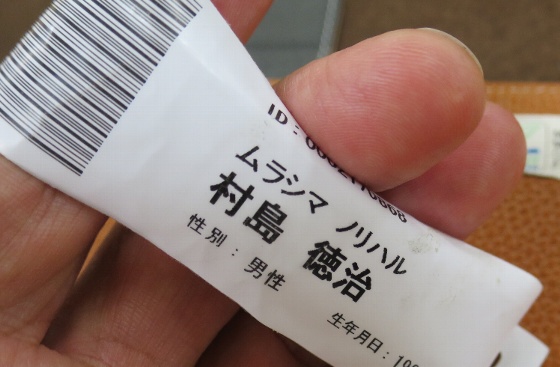 ID:
ムラシマ ノリハル
村島 徳治
性別: 男性
生年月日: